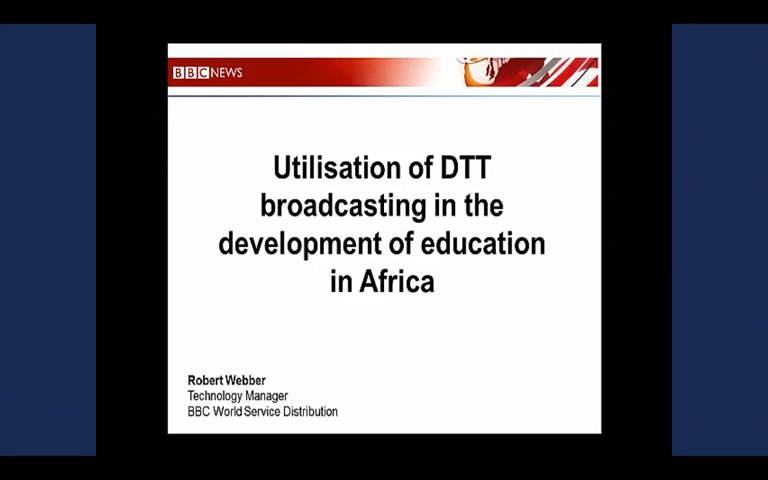 BBC NEWS
Utilisation of DTT
broadcasting in the
development of education
in Africa
Robert Webber
Technology Manager
BBC World Service Distribution